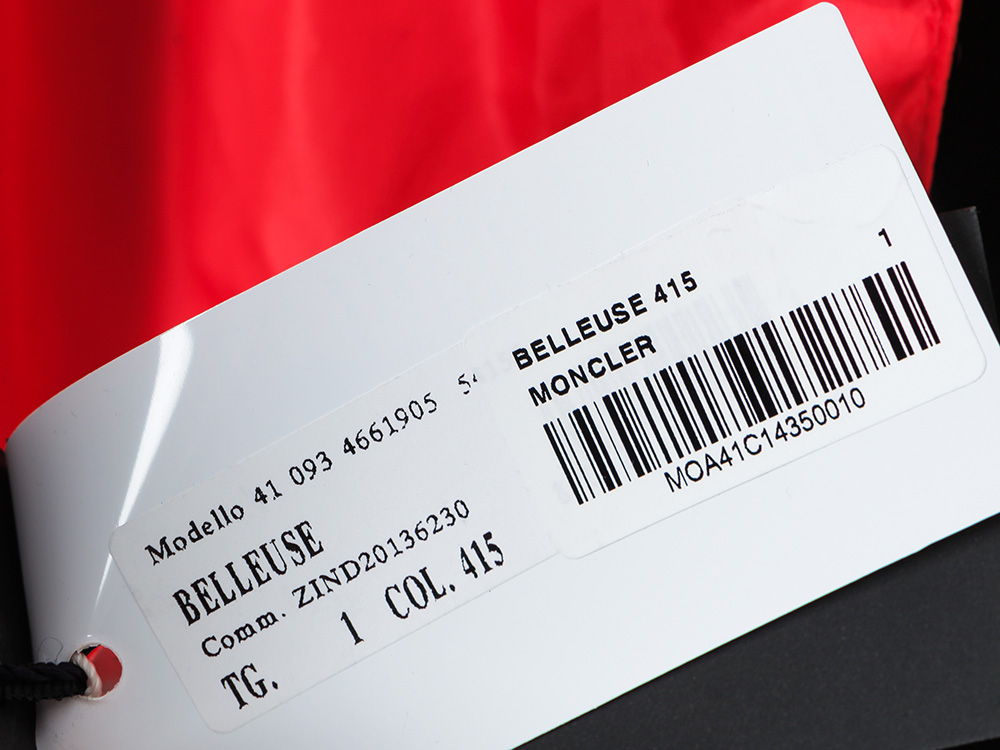 Modello 41 093 4661905
BELLEUSE
Comm. ZIND20136230
TG. 1 COL. 415
1
BELLEUSE 415
MONCLER
MOA41C14350010